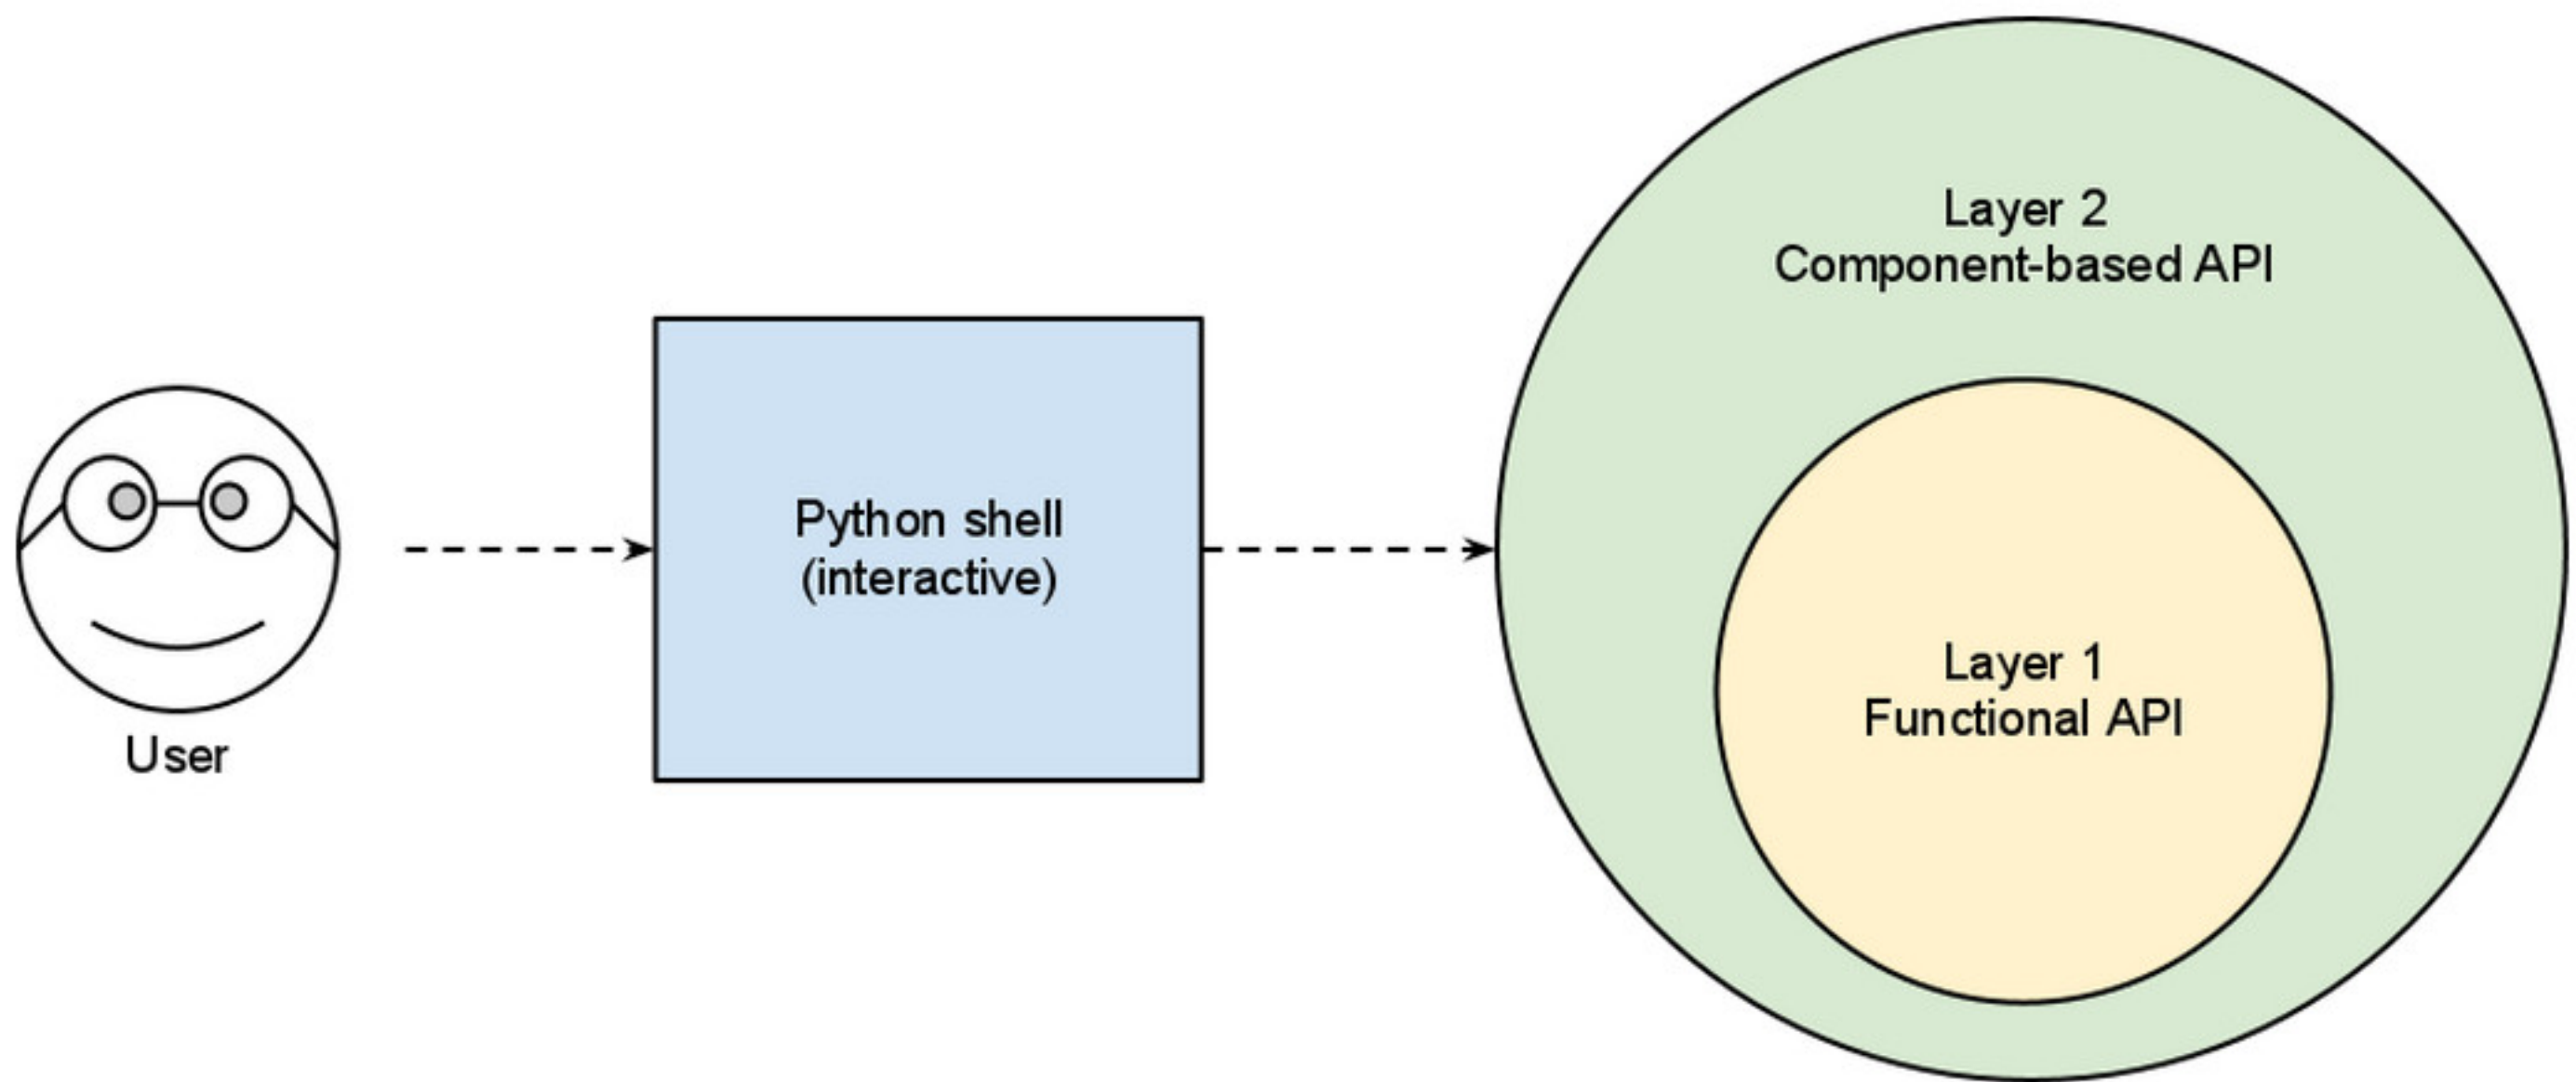 User
Python shell
(interactive)
Layer 2
Component-based API
Layer 1
Functional API